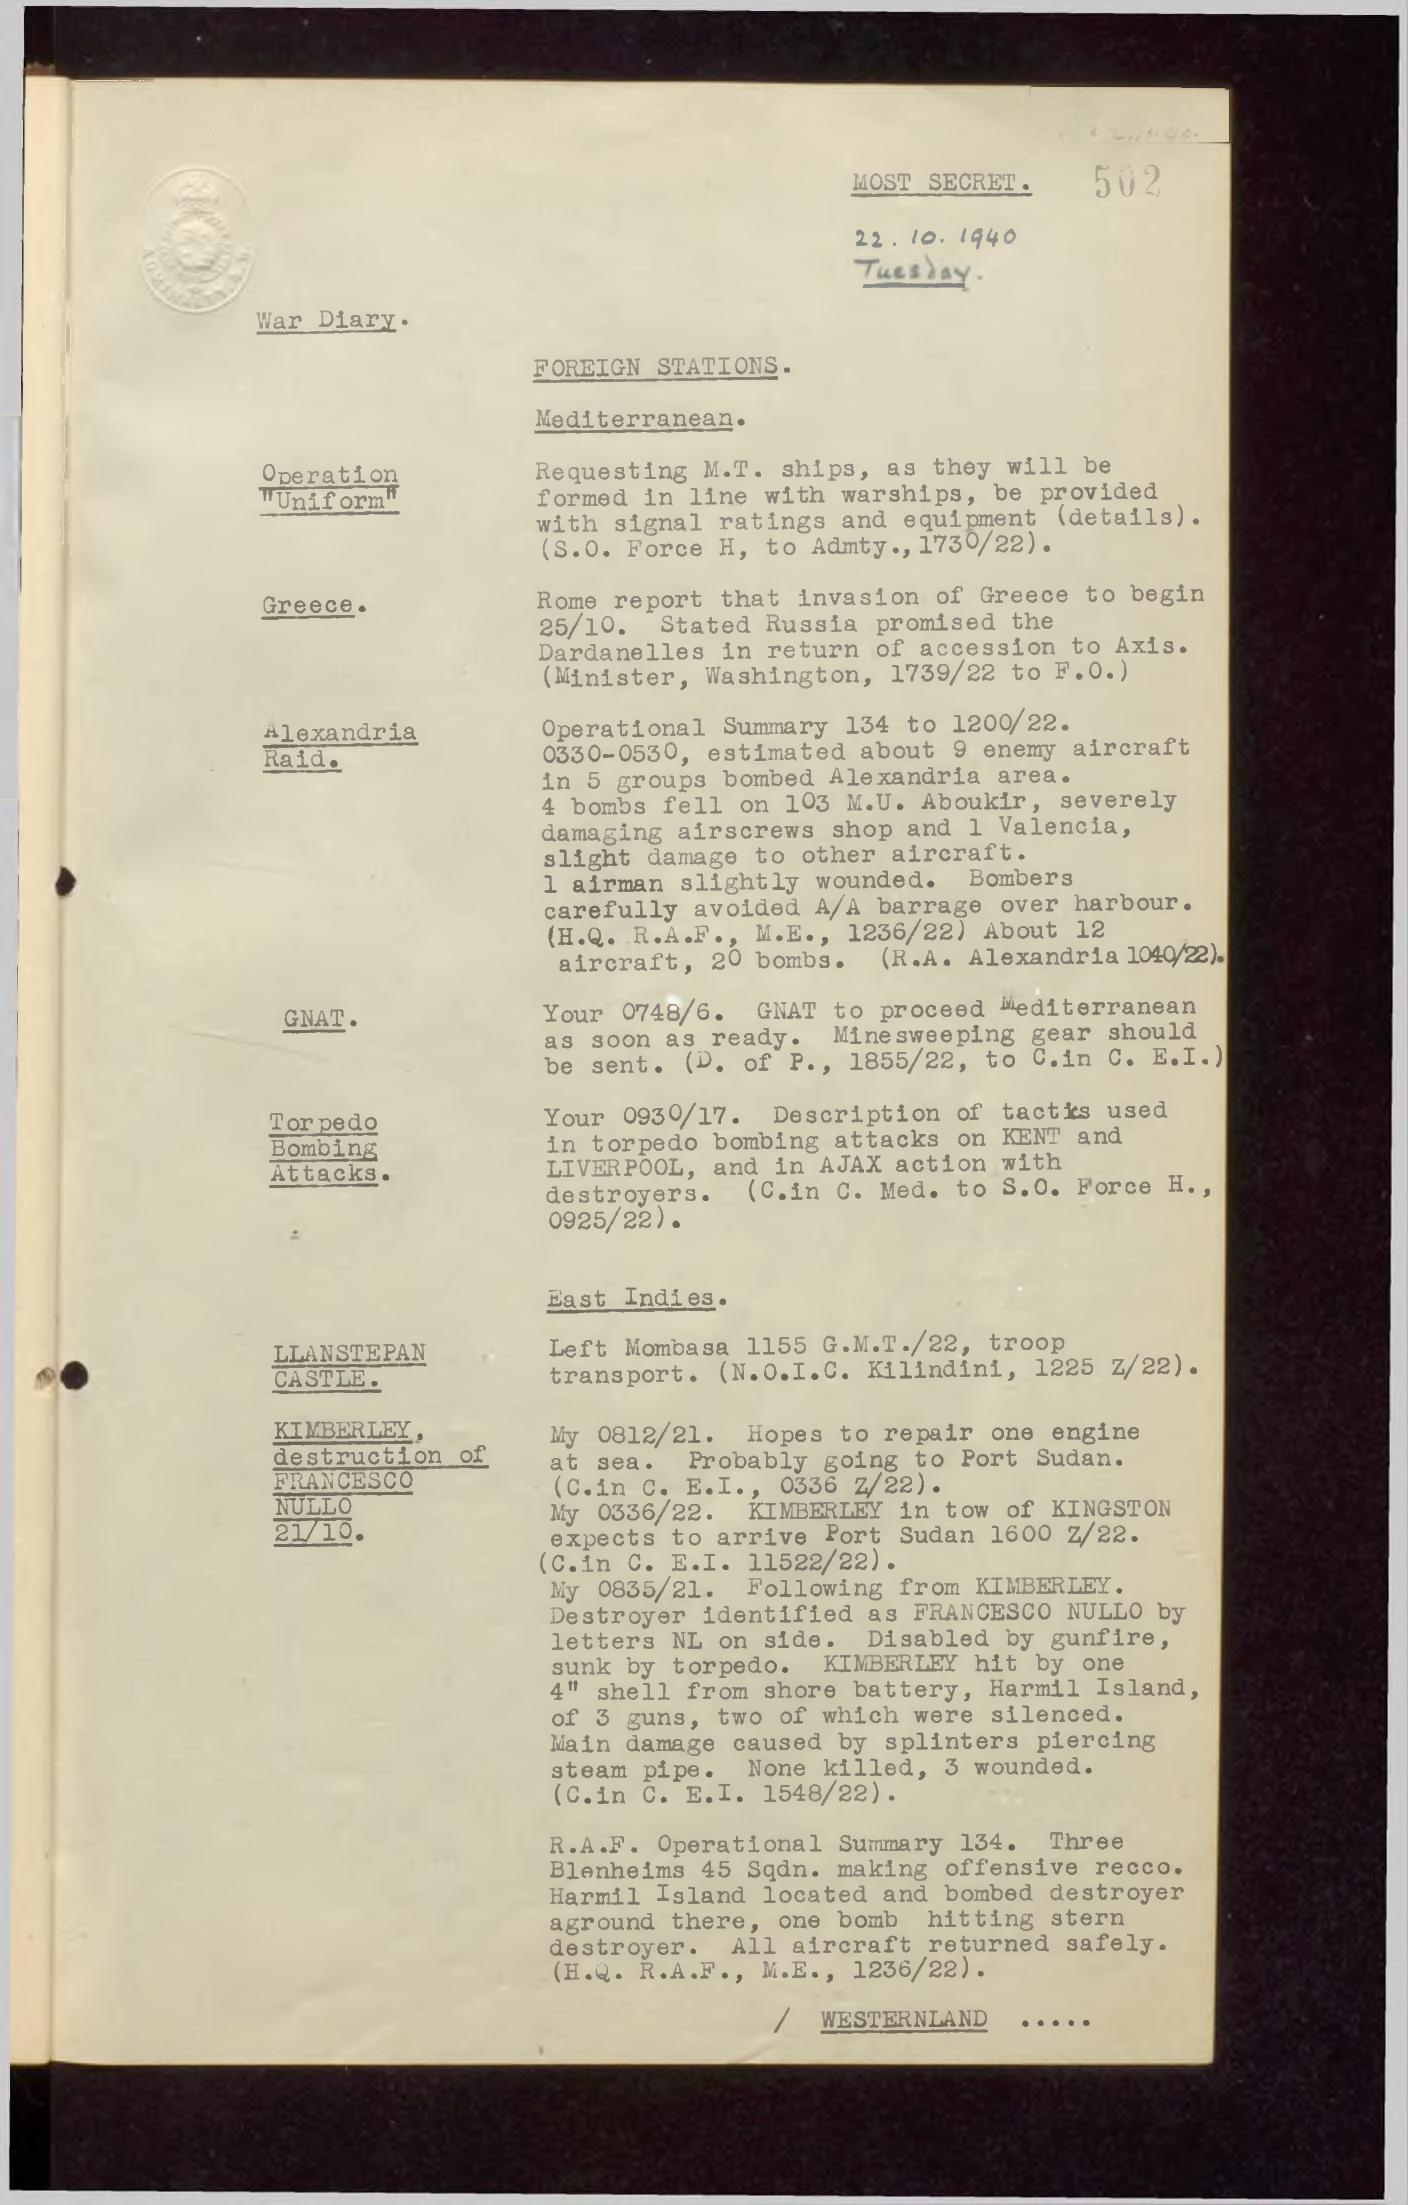 MOST SECRET. 502
22.10.1940
Tuesday.
War Diary.
FOREIGN STATIONS.
Mediterranean.
Operation
"Uniform"
Requesting M.T. ships, as they will be
formed in line with warships, be provided
with signal ratings and equipment (details).
(S.O. Force H, to Admty.,1730/22).
Greece.
Rome report that invasion of Greece to begin
25/10. Stated Russia promised the
Dardanelles in return of accession to Axis.
(Minister, Washington, 1739/22 to F.O.)
Alexandria
Raid.
Operational Summary 134 to 1200/22.
0330-0530, estimated about 9 enemy aircraft
in 5 groups bombed Alexandria area.
4 bombs fell on 103 M.U. Aboukir, severely
damaging airscrews shop and 1 Valencia,
slight damage to other aircraft.
1 airman slightly wounded. Bombers
carefully avoided A/A barrage over harbour.
(H.Q. R.A.F., M.E., 1236/22) About 12
aircraft, 20 bombs. (R.A. Alexandria 1040/22).
GNAT.
Your 0748/6. GNAT to proceed Mediterranean
as soon as ready. Minesweeping gear should
be sent. (D. of P., 1855/22, to C.in C. E.I.)
Torpedo
Bombing
Attacks.
Your 0930/17. Description of tactics used
in torpedo bombing attacks on KENT and
LIVERPOOL, and in AJAX action with
destroyers. (C.in C. Med. to S.O. Force H.,
0925/22).
East Indies.
LLANSTEPAN
CASTLE.
Left Mombasa 1155 G.M.T./22, troop
transport. (N.O.I.C. Kilindini, 1225 Z/22).
KIMBERLEY,
destruction of
FRANCESCO
NULLO
21/10.
My 0812/21. Hopes to repair one engine
at sea. Probably going to Port Sudan.
(C.in C. E.I., 0336 Z/22).
My 0336/22. KIMBERLEY in tow of KINGSTON
expects to arrive Port Sudan 1600 Z/22.
(C.in C. E.I. 11522/22).
My 0835/21. Following from KIMBERLEY.
Destroyer identified as FRANCESCO NULLO by
letters NL on side. Disabled by gunfire,
sunk by torpedo. KIMBERLEY hit by one
4" shell from shore battery, Harmil Island,
of 3 guns, two of which were silenced.
Main damage caused by splinters piercing
steam pipe. None killed, 3 wounded.
(C.in C. E.I. 1548/22).
R.A.F. Operational Summary 134. Three
Blenheims 45 Sqdn. making offensive recco.
Harmil Island located and bombed destroyer
aground there, one bomb hitting stern
destroyer. All aircraft returned safely.
(H.Q. R.A.F., M.E., 1236/22).
/ WESTERNLAND .....